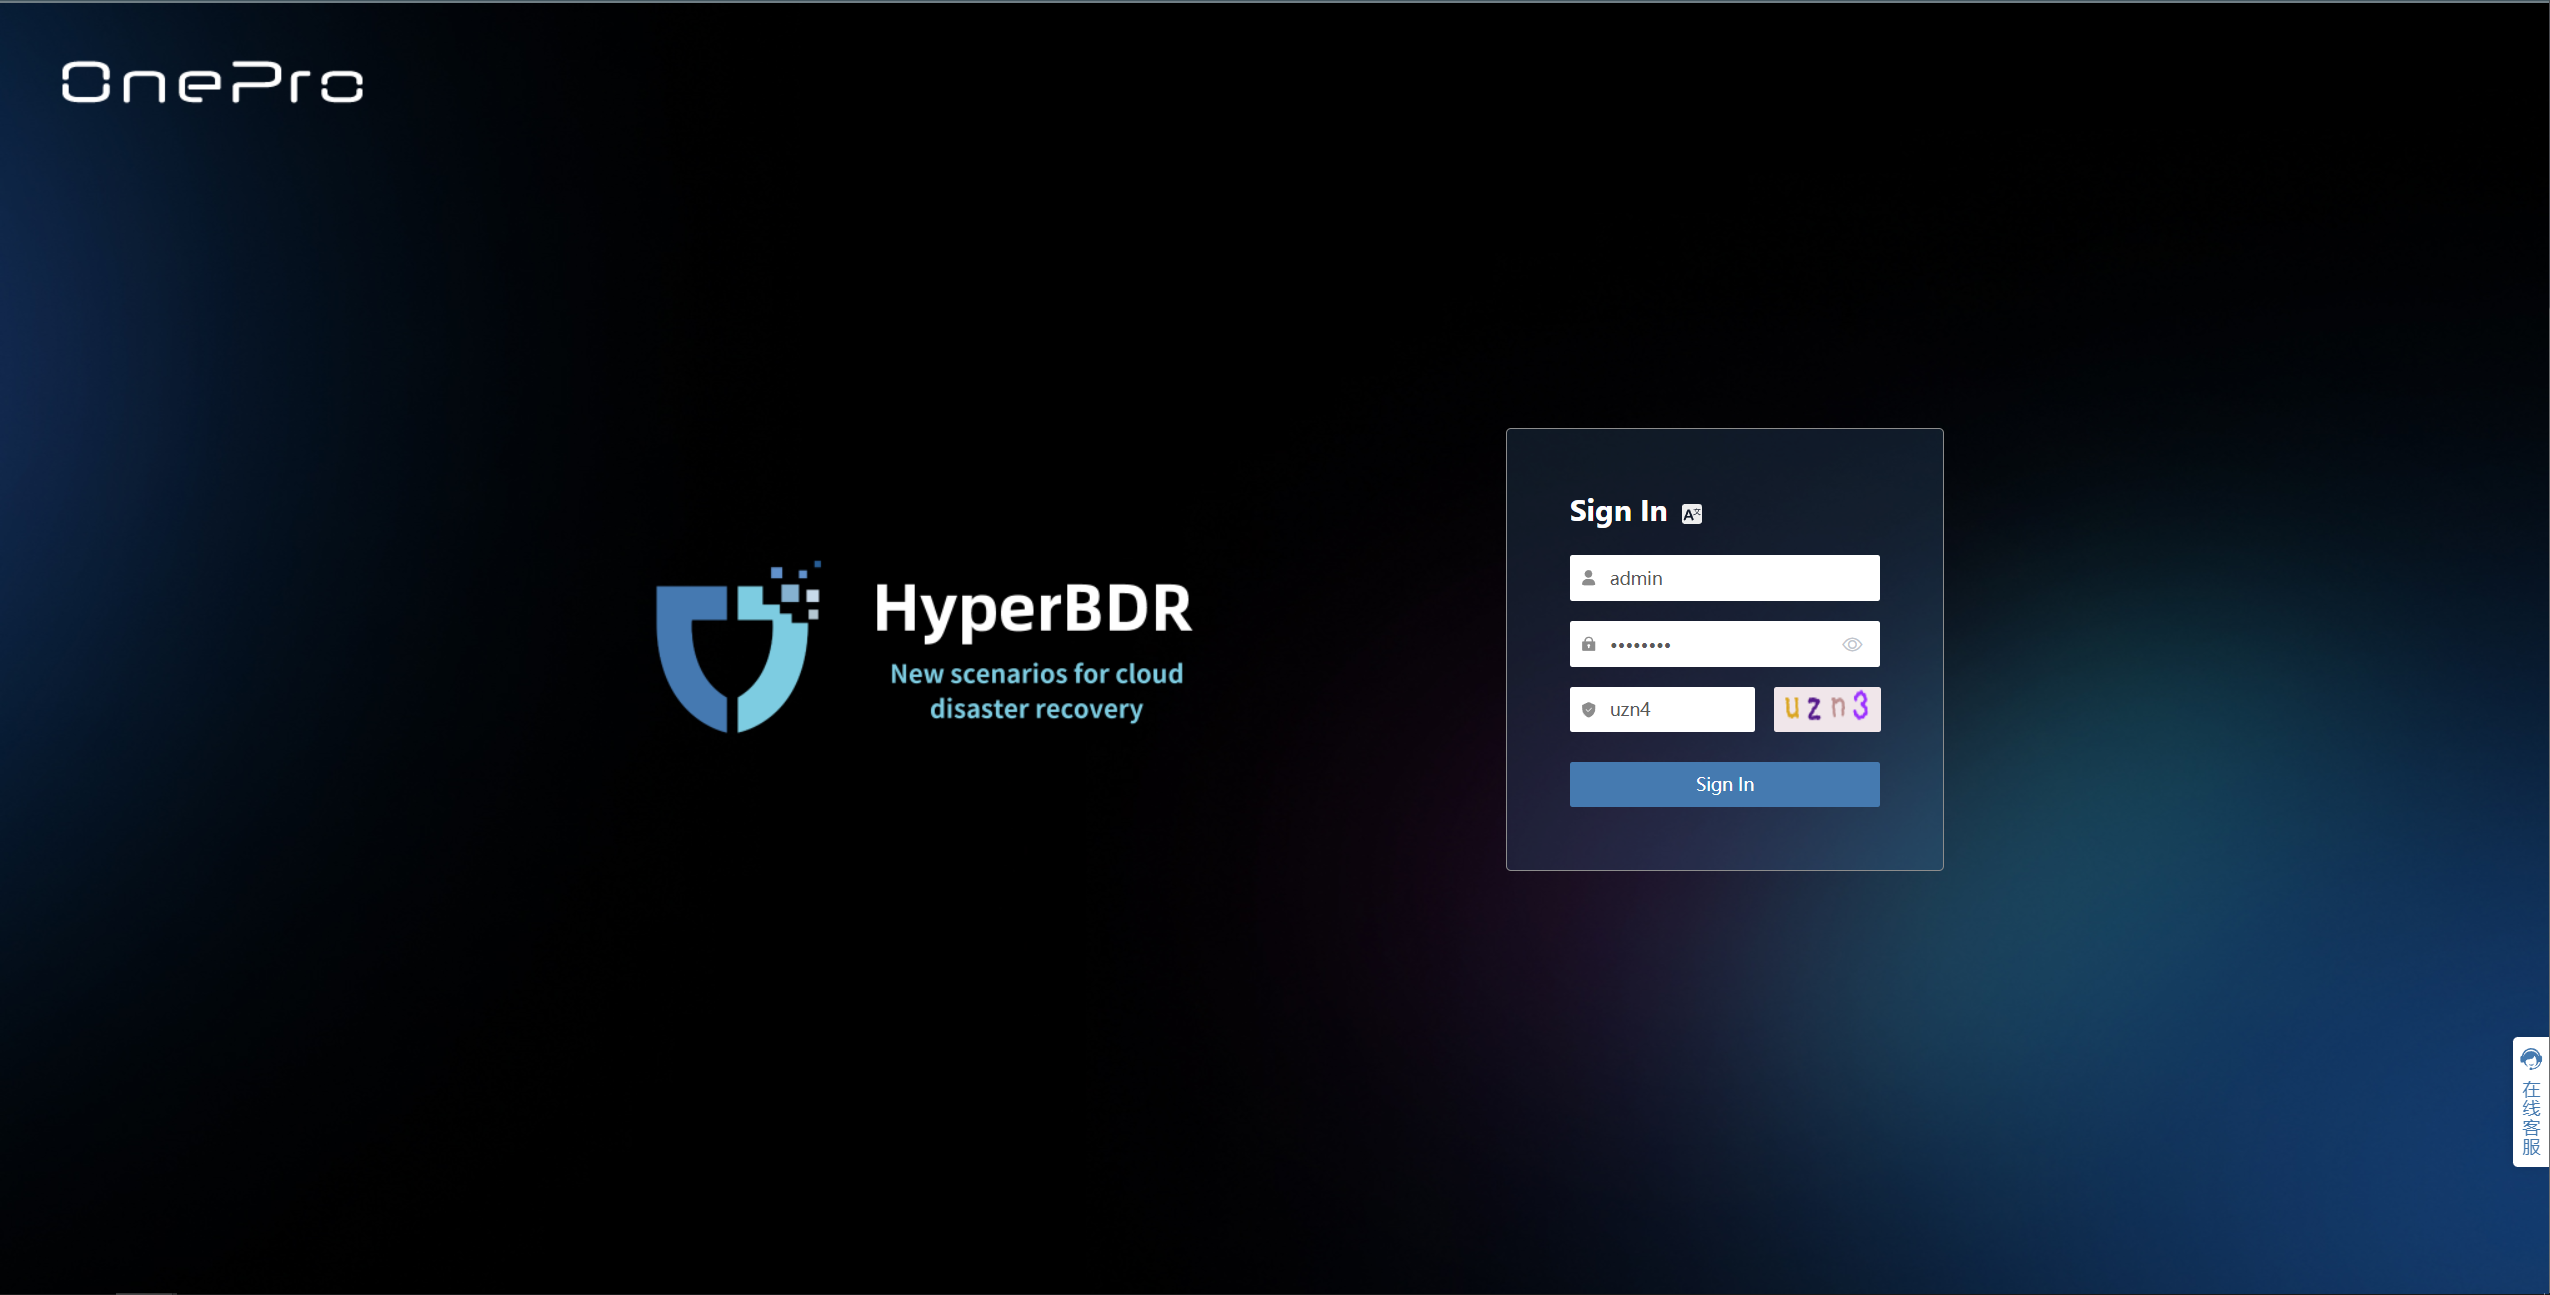 OnePro
HyperBDR
New scenarios for cloud
disaster recovery
Sign In
admin
••••••••
uzn4
uzn3
Sign In
在线客服